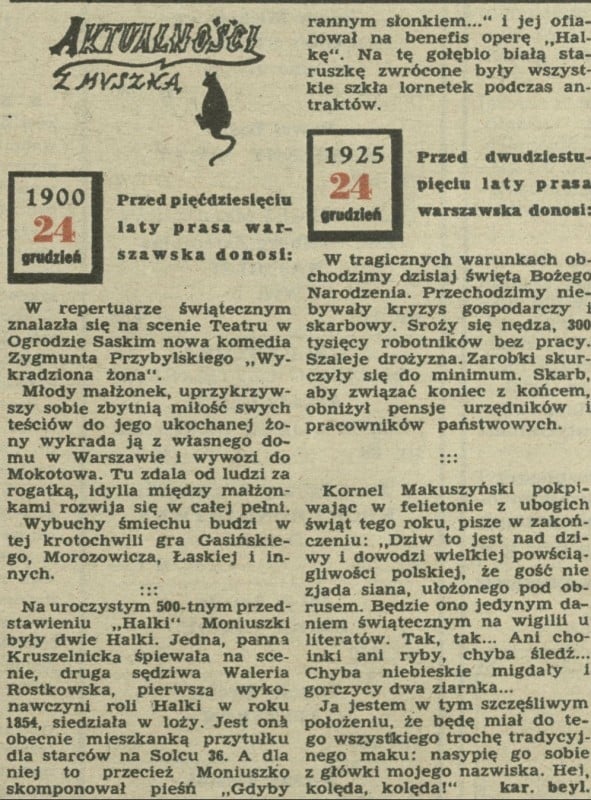 AKTUALNOŚCI
Z MYSZKĄ
1900
24
grudzień
Przed pięćdziesięciu
laty prasa war-
szawska donosi:
W repertuarze świątecznym
znalazła się na scenie Teatru w
Ogrodzie Saskim nowa komedia
Zygmunta Przybylskiego „Wy-
kradziona żona“.
Młody małżonek, uprzykrzyw-
szy sobie zbytnią miłość swych
teściów do jego ukochanej żo-
ny wykrada ją z własnego do-
mu w Warszawie i wywozi do
Mokotowa. Tu zdala od ludzi za
rogatką, idylla między małżon-
kami rozwija się w całej pełni.
Wybuchy śmiechu budzi w
tej krotochwili gra Gasińskie-
go, Morozowicza, Łaskiej i in-
nych.
:::
Na uroczystym 500-tnym przed-
stawieniu „Halki“ Moniuszki
były dwie Halki. Jedna, panna
Kruszelnicka śpiewała na sce-
nie, druga sędziwa Waleria
Rostkowska, pierwsza wyko-
nawczyni roli Halki w roku
1854, siedziała w loży. Jest ona
obecnie mieszkanką przytułku
dla starców na Solcu 36. A dla
niej to przecież Moniuszko
skomponował pieśń „Gdyby
rannym słonkiem...“ i jej ofia-
rował na benefis operę „Hal-
kę“. Na tę gołębio białą sta-
ruszkę zwrócone były wszyst-
kie szkła lornetek podczas an-
traktów.
1925
24
grudzień
Przed dwudziestu-
pięciu laty prasa
warszawska donosi:
W tragicznych warunkach ob-
chodzimy dzisiaj święta Bożego
Narodzenia. Przechodzimy nie-
bywały kryzys gospodarczy i
skarbowy. Sroży się nędza, 300
tysięcy robotników bez pracy.
Szaleje drożyzna. Zarobki skur-
czyły się do minimum. Skarb,
aby związać koniec z końcem,
obniżył pensje urzędników i
pracowników państwowych.
:::
Kornel Makuszyński pokpi-
wając w felietonie z ubogich
świąt tego roku, pisze w zakoń-
czeniu: „Dziw to jest nad dzi-
wy i dowodzi wielkiej powścią-
gliwości polskiej, że gość nie
zjada siana, ułożonego pod ob-
rusem. Będzie ono jedynym da-
niem świątecznym na wigilii u
literatów. Tak, tak... Ani cho-
inki ani ryby, chyba śledź...
Chyba niebieskie migdały i
gorczycy dwa ziarnka...
Ja jestem w tym szczęśliwym
położeniu, że będę miał do te-
go wszystkiego trochę tradycyj-
nego maku: nasypię go sobie
z główki mojego nazwiska. Hej,
kolęda, kolęda!“ kar. beyl.